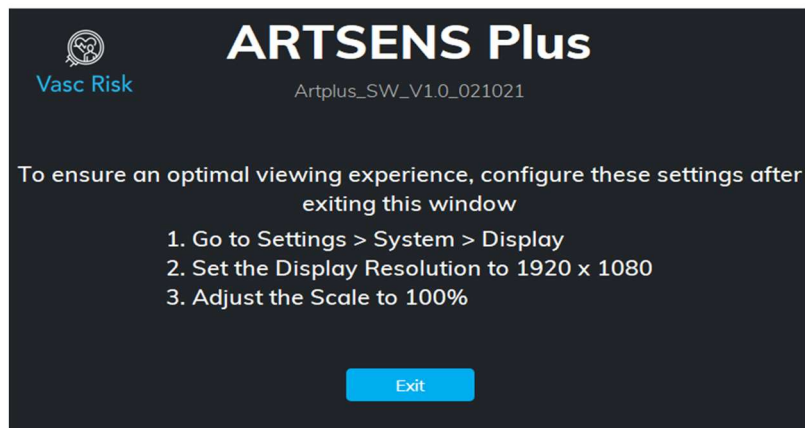 ARTSENS Plus
Vasc Risk
Artplus_SW_V1.0_021021
To ensure an optimal viewing experience, configure these settings after
exiting this window
1. Go to Settings > System > Display
2. Set the Display Resolution to 1920 x 1080
3. Adjust the Scale to 100%
Exit